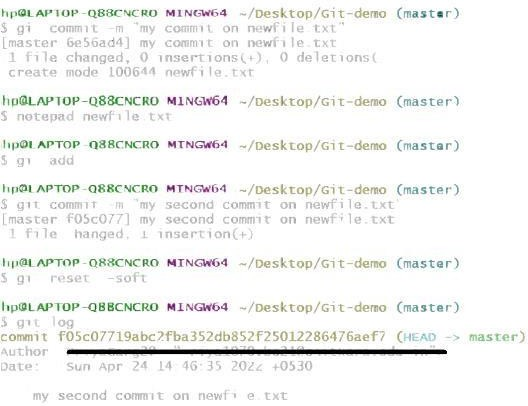 hp@LAPTOP-Q88CNCRO MINGW64 ~/Desktop/Git-demo (master)
$ gi commit -m "my commit on newfile.txt"
[master 6e56ad4] my commit on newfile.txt
1 file changed, 0 insertions(+), 0 deletions(
create mode 100644 newfile.txt
hp@LAPTOP-Q88CNCRO MINGW64 ~/Desktop/Git-demo (master)
$ notepad newfile.txt
hp@LAPTOP-Q88CNCRO MINGW64 ~/Desktop/Git-demo (master)
$ gi add
hp@LAPTOP-Q88CNCRO MINGW64 ~/Desktop/Git-demo (master)
$ git commit -m "my second commit on newfile.txt
[master f05c077] my second commit on newfile.txt
1 file hanged, 1 insertion(+)
hp@LAPTOP-Q88CNCRO MINGW64 ~/Desktop/Git-demo (master)
$ gi reset -soft
hp@LAPTOP-Q88CNCRO MINGW64 ~/Desktop/Git-demo (master)
$ git log
commit f05c07719abc2fba352db852f25012286476aef7 (HEAD -> master)
Author
Date: Sun Apr 24 14:46:35 2022 +0530
my second commit on newfi e.txt